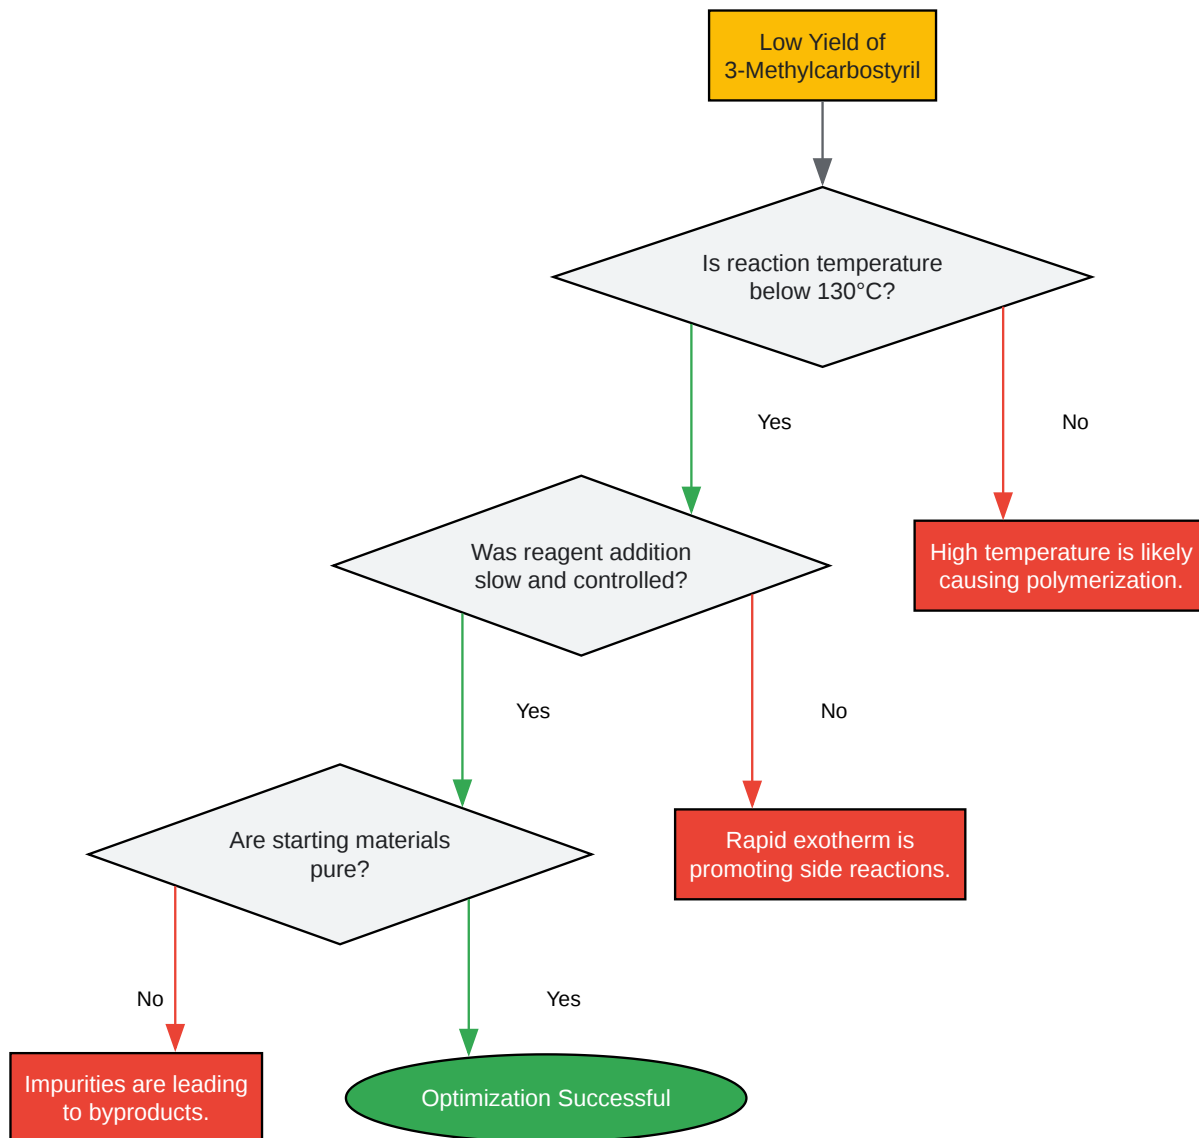 Low Yield of
3-Methylcarbostyril
Is reaction temperature
below 130°C?
Yes
No
Was reagent addition
slow and controlled?
High temperature is likely
causing polymerization.
Yes
No
Are starting materials
pure?
Rapid exotherm is
promoting side reactions.
No
Yes
Impurities are leading
to byproducts.
Optimization Successful